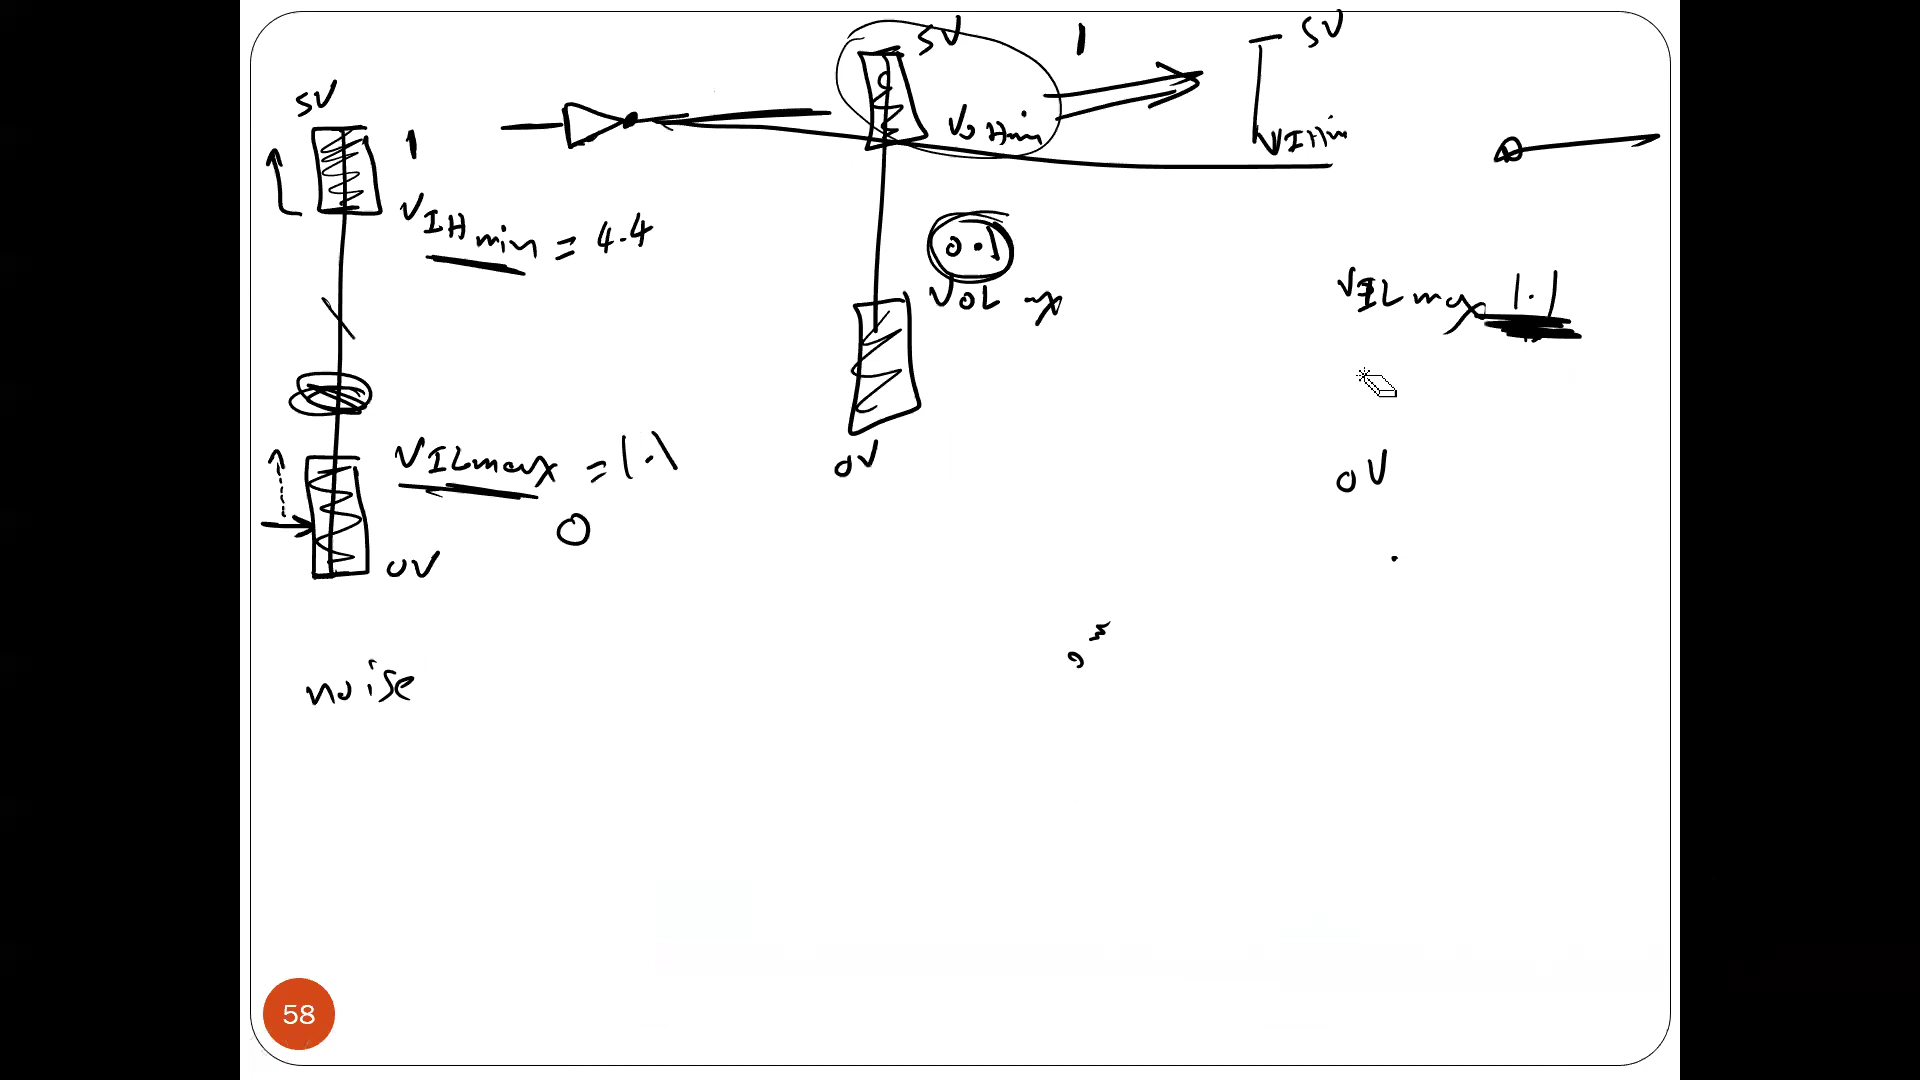 5V
1
VIHmin = 4.4
VILmax = 1.1
0
0V
noise
5V
VOHmin
1
0.1
VOL
0V
5V
VIHmin
VILmax 1.1
0V
58